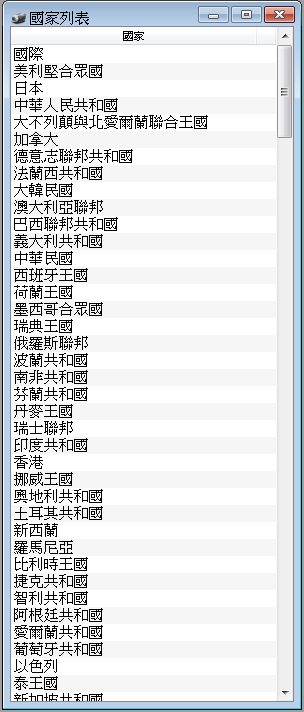 國家列表
國家
國際
美利堅合眾國
日本
中華人民共和國
大不列顛與北愛爾蘭聯合王國
加拿大
德意志聯邦共和國
法蘭西共和國
大韓民國
澳大利亞聯邦
巴西聯邦共和國
義大利共和國
中華民國
西班牙王國
荷蘭王國
墨西哥合眾國
瑞典王國
俄羅斯聯邦
波蘭共和國
南非共和國
芬蘭共和國
丹麥王國
瑞士聯邦
印度共和國
香港
挪威王國
奧地利共和國
土耳其共和國
新西蘭
羅馬尼亞
比利時王國
捷克共和國
智利共和國
阿根廷共和國
愛爾蘭共和國
葡萄牙共和國
以色列
泰王國
新加坡共和國